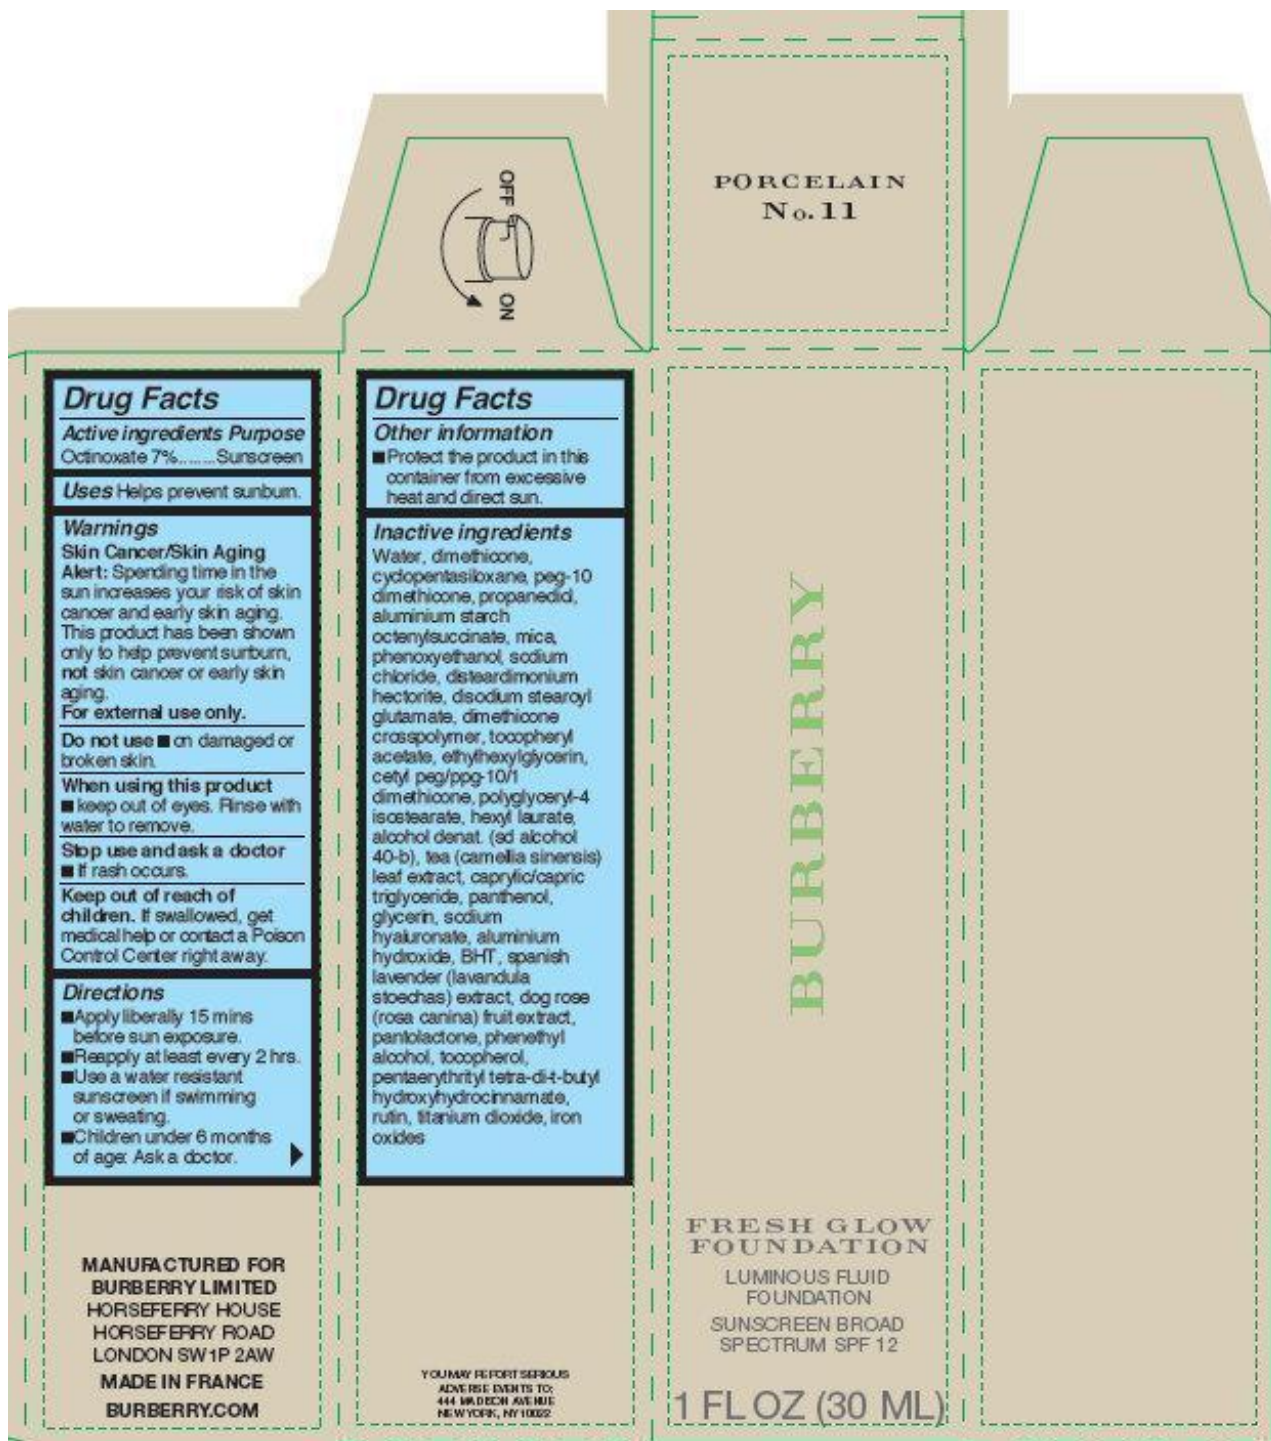 OFF
ON
PORCELAIN
No. 11
Drug Facts
Active ingredients Purpose
Octinoxate 7%........Sunscreen
Uses Helps prevent sunburn.
Warnings
Skin Cancer/Skin Aging
Alert: Spending time in the
sun increases your risk of skin
cancer and early skin aging.
This product has been shown
only to help prevent sunburn,
not skin cancer or early skin
aging.
For external use only.
Do not use ■ on damaged or
broken skin.
When using this product
■ keep out of eyes. Rinse with
water to remove.
Stop use and ask a doctor
■ If rash occurs.
Keep out of reach of
children. If swallowed, get
medical help or contact a Poison
Control Center right away.
Directions
■ Apply liberally 15 mins
before sun exposure.
■ Reapply at least every 2 hrs.
■ Use a water resistant
sunscreen if swimming
or sweating.
■ Children under 6 months
of age: Ask a doctor.
MANUFACTURED FOR
BURBERRY LIMITED
HORSEFERRY HOUSE
HORSEFERRY ROAD
LONDON SW1P 2AW
MADE IN FRANCE
BURBERRY.COM
Drug Facts
Other information
■ Protect the product in this
container from excessive
heat and direct sun.
Inactive ingredients
Water, dimethicone,
cyclopentasiloxane, peg-10
dimethicone, propanediol,
aluminium starch
octenylsuccinate, mica,
phenoxyethanol, sodium
chloride, disteardimonium
hectorite, disodium stearoyl
glutamate, dimethicone
crosspolymer, tocopheryl
acetate, ethylhexylglycerin,
cetyl peg/ppg-10/1
dimethicone, polyglyceryl-4
isostearate, hexyl laurate,
alcohol denat. (sd alcohol
40-b), tea (camellia sinensis)
leaf extract, caprylic/capric
triglyceride, panthenol,
glycerin, sodium
hyaluronate, aluminium
hydroxide, BHT, spanish
lavender (lavandula
stoechas) extract, dog rose
(rosa canina) fruit extract,
pantolactone, phenethyl
alcohol, tocopherol,
pentaerythrityl tetra-di-t-butyl
hydroxyhydrocinnamate,
rutin, titanium dioxide, iron
oxides
YOU MAY REPORT SERIOUS
ADVERSE EVENTS TO:
444 MADISON AVENUE
NEW YORK, NY 10022
BURBERRY
FRESH GLOW
FOUNDATION
LUMINOUS FLUID
FOUNDATION
SUNSCREEN BROAD
SPECTRUM SPF 12
1 FL OZ (30 ML)